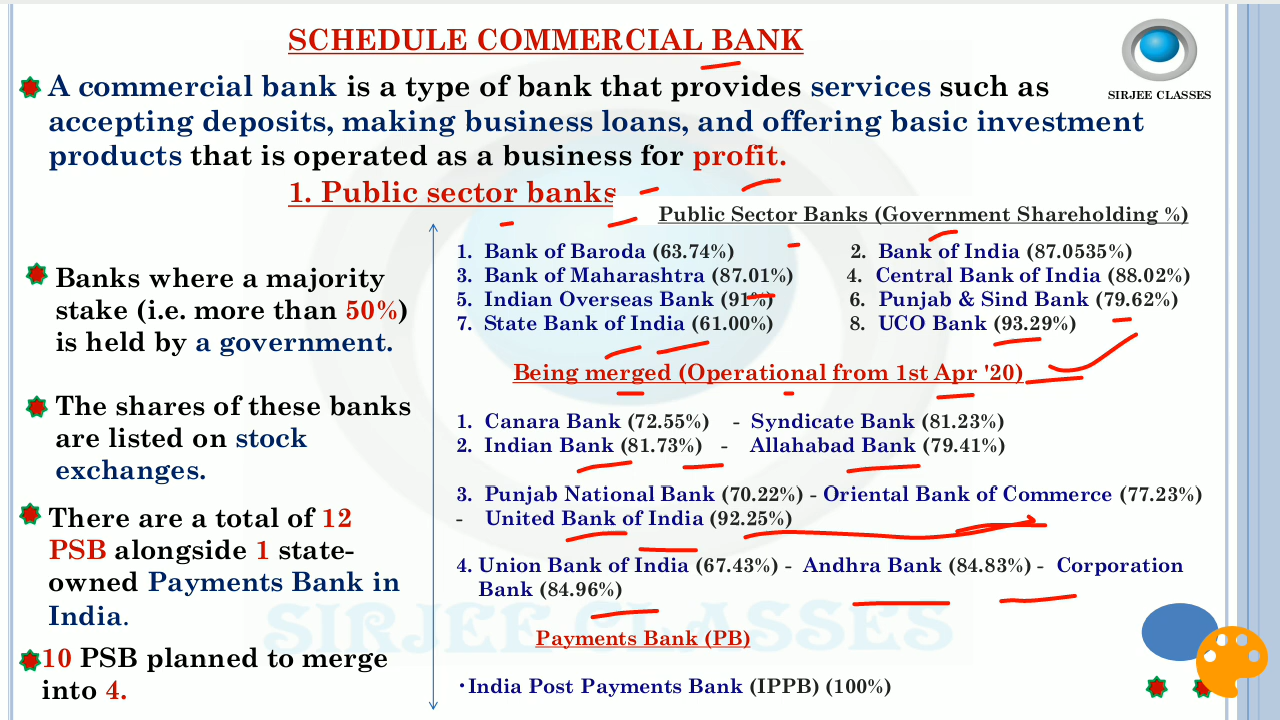 SCHEDULE COMMERCIAL BANK
SIRJEE CLASSES
A commercial bank is a type of bank that provides services such as
accepting deposits, making business loans, and offering basic investment
products that is operated as a business for profit.
1. Public sector banks
Banks where a majority
stake (i.e. more than 50%)
is held by a government.
The shares of these banks
are listed on stock
exchanges.
There are a total of 12
PSB alongside 1 state-
owned Payments Bank in
India.
10 PSB planned to merge
into 4.
Public Sector Banks (Government Shareholding %)
1. Bank of Baroda (63.74%) 2. Bank of India (87.0535%)
3. Bank of Maharashtra (87.01%) 4. Central Bank of India (88.02%)
5. Indian Overseas Bank (91%) 6. Punjab & Sind Bank (79.62%)
7. State Bank of India (61.00%) 8. UCO Bank (93.29%)
Being merged (Operational from 1st Apr '20)
1. Canara Bank (72.55%) - Syndicate Bank (81.23%)
2. Indian Bank (81.73%) - Allahabad Bank (79.41%)
3. Punjab National Bank (70.22%) - Oriental Bank of Commerce (77.23%)
- United Bank of India (92.25%)
4. Union Bank of India (67.43%) - Andhra Bank (84.83%) - Corporation
Bank (84.96%)
SIRJEE CLASSES
Payments Bank (PB)
·India Post Payments Bank (IPPB) (100%)